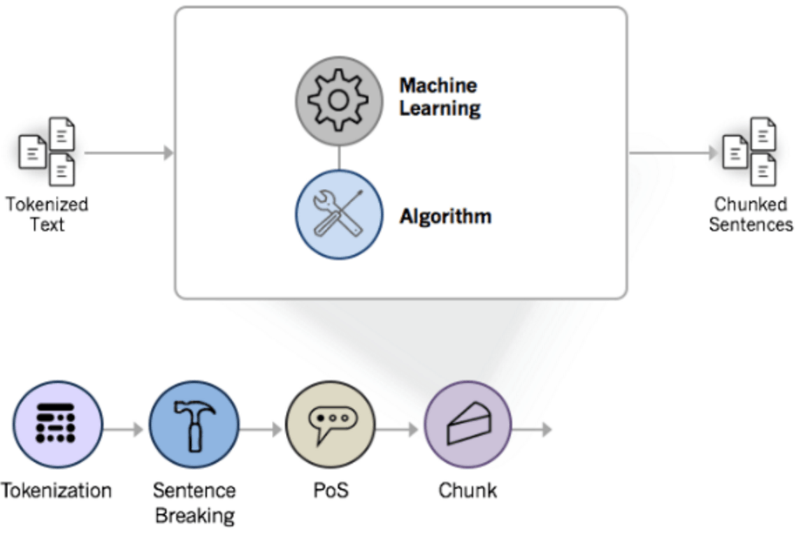 Machine
Learning
Algorithm
Tokenized
Text
Chunked
Sentences
Tokenization
Sentence
Breaking
PoS
Chunk